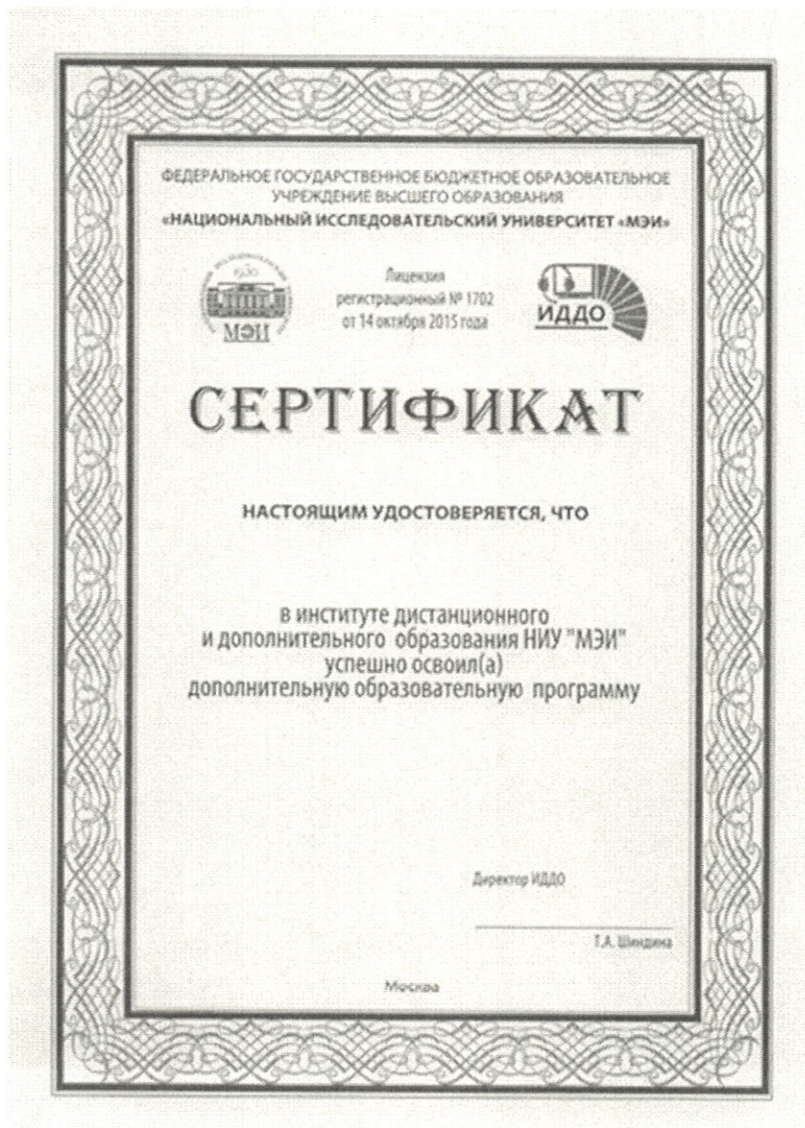 ФЕДЕРАЛЬНОЕ ГОСУДАРСТВЕННОЕ БЮДЖЕТНОЕ ОБРАЗОВАТЕЛЬНОЕ
УЧРЕЖДЕНИЕ ВЫСШЕГО ОБРАЗОВАНИЯ
«НАЦИОНАЛЬНЫЙ ИССЛЕДОВАТЕЛЬСКИЙ УНИВЕРСИТЕТ «МЭИ»
1930
МЭИ
Лицензия
регистрационный № 1702
от 14 октября 2015 года
ИДДО
СЕРТИФИКАТ
НАСТОЯЩИМ УДОСТОВЕРЯЕТСЯ, ЧТО
в институте дистанционного
и дополнительного образования НИУ "МЭИ"
успешно освоил(а)
дополнительную образовательную программу
Директор ИДДО
Т.А. Шиндина
Москва